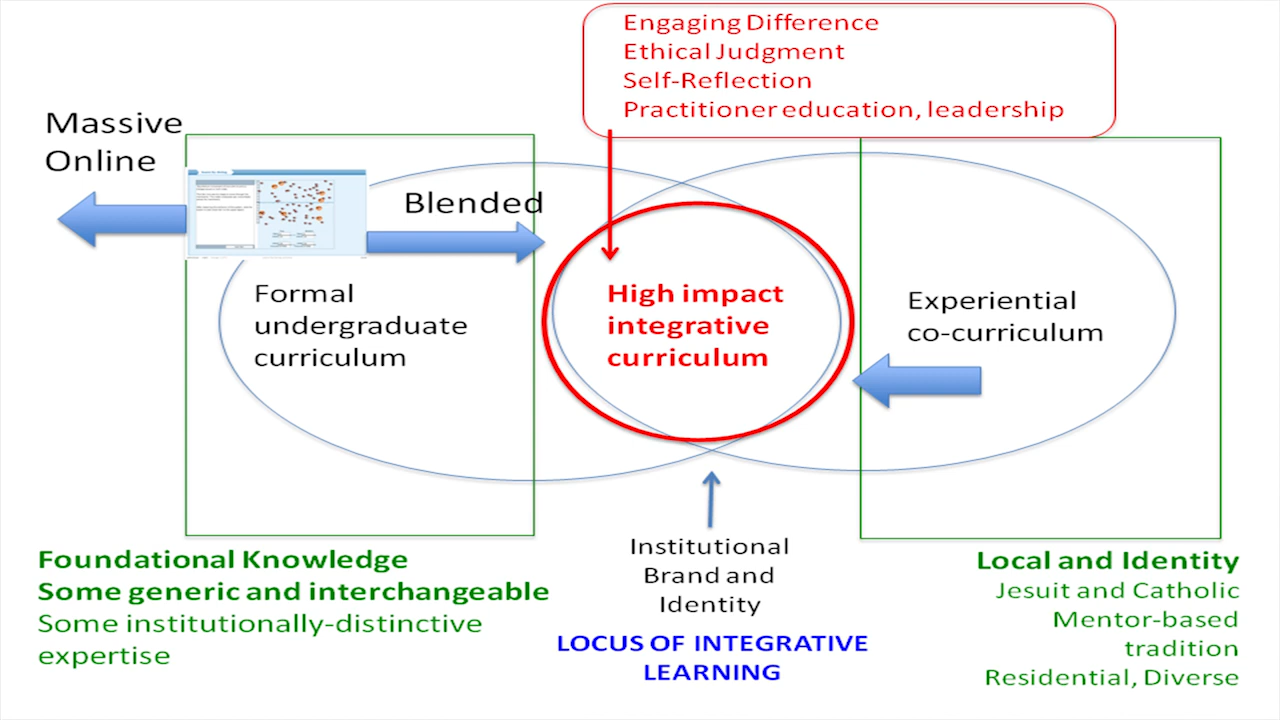 Engaging Difference
Ethical Judgment
Self-Reflection
Practitioner education, leadership
Massive
Online
Blended
Formal
undergraduate
curriculum
High impact
integrative
curriculum
Experiential
co-curriculum
Institutional
Brand and
Identity
LOCUS OF INTEGRATIVE
LEARNING
Foundational Knowledge
Some generic and interchangeable
Some institutionally-distinctive
expertise
Local and Identity
Jesuit and Catholic
Mentor-based
tradition
Residential, Diverse